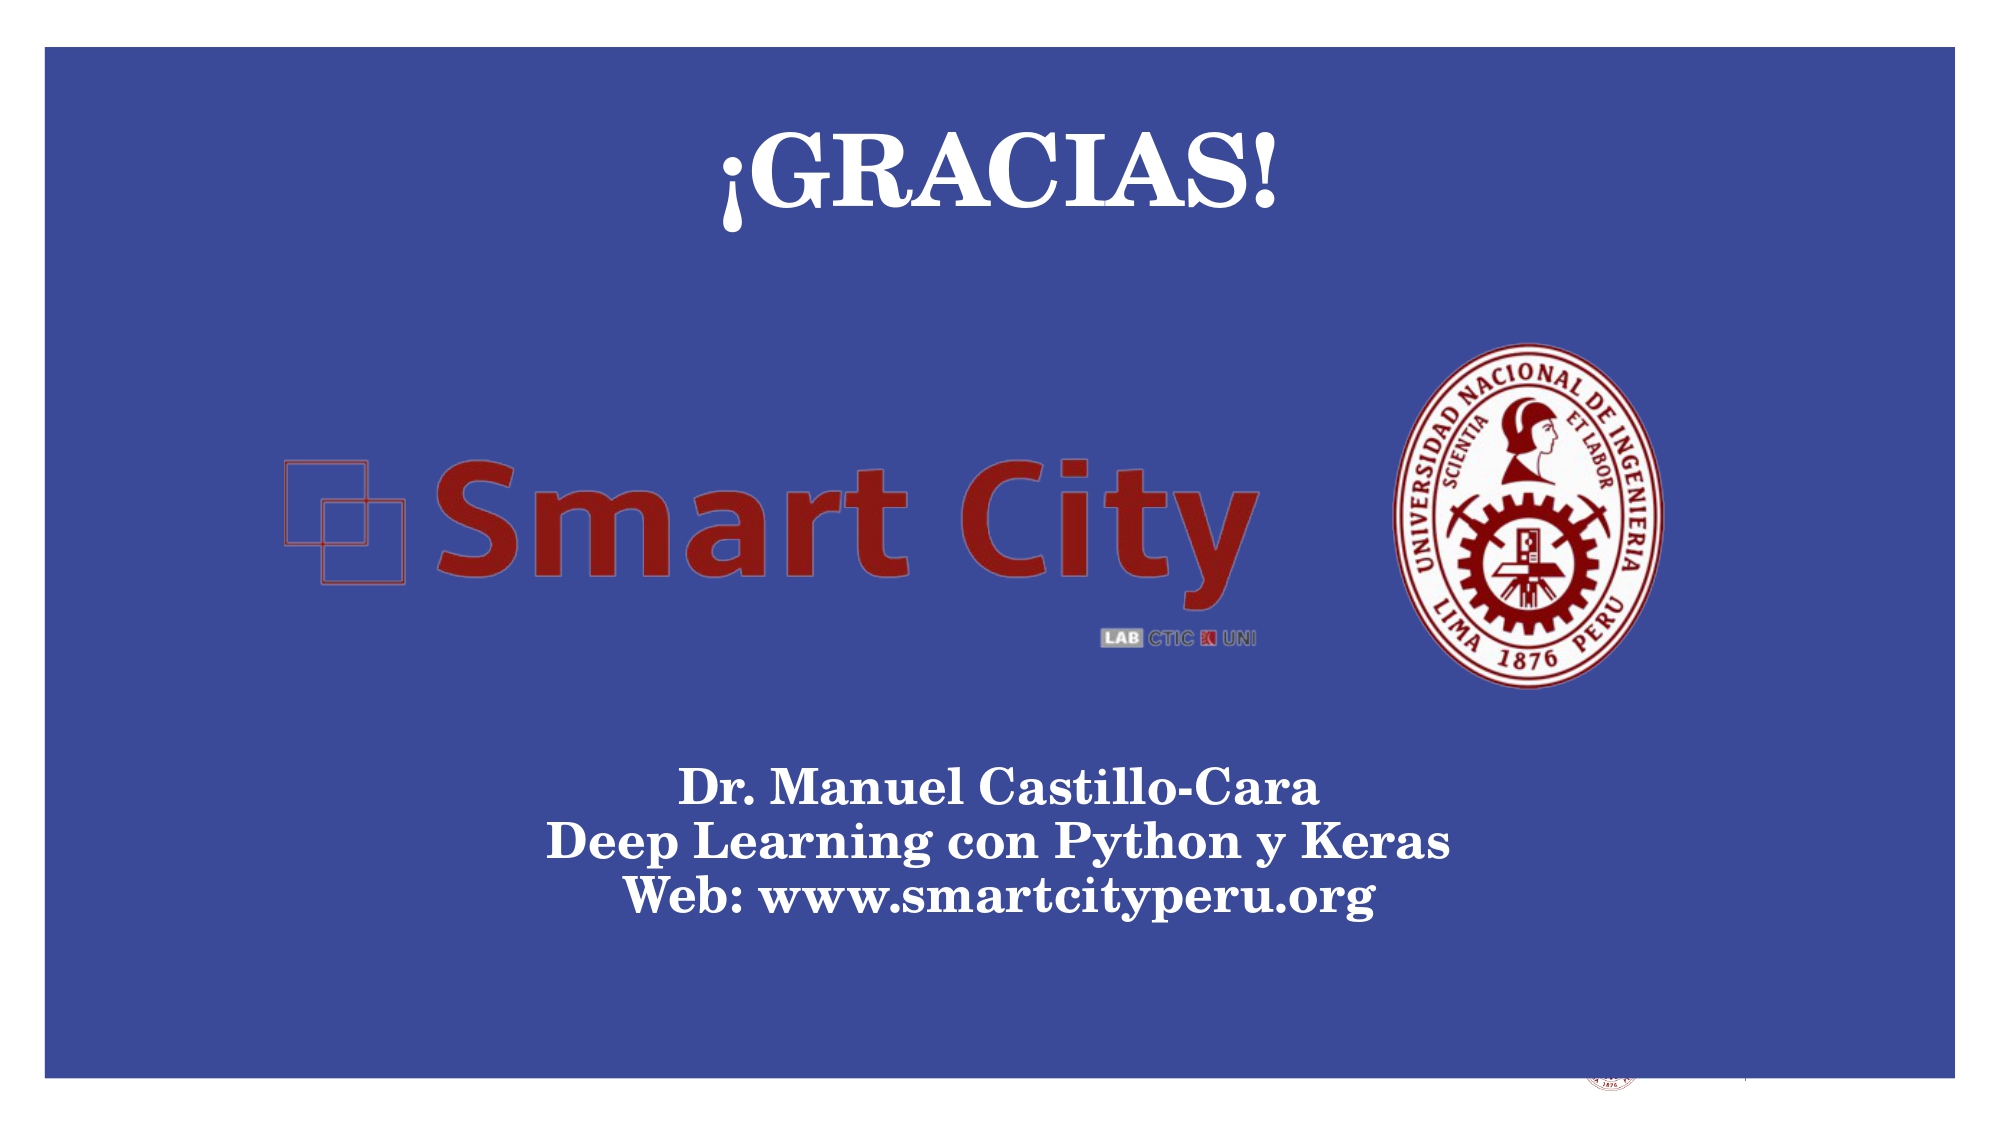 ¡GRACIAS!
Smart City
LAB CTIC UNI
UNIVERSIDAD NACIONAL DE INGENIERIA
SCIENTIA ET LABOR
LIMA 1876 PERU
Dr. Manuel Castillo-Cara
Deep Learning con Python y Keras
Web: www.smartcityperu.org
1876